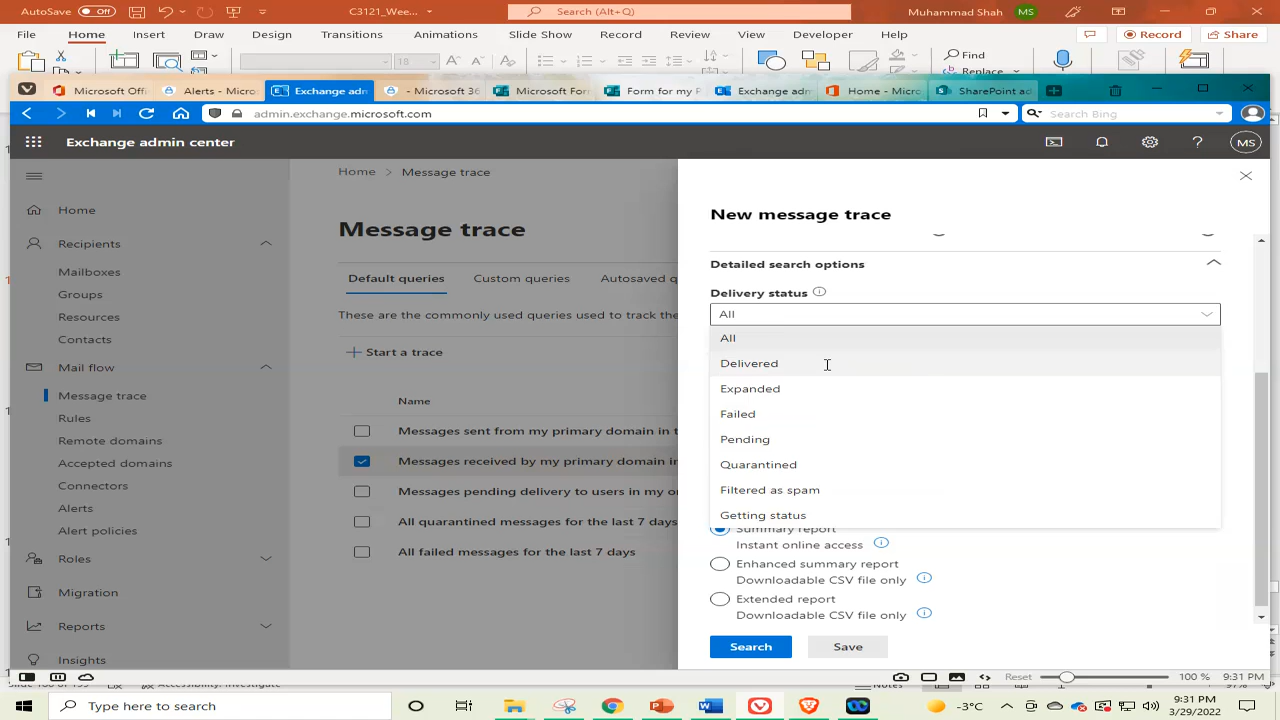 AutoSave Off C3121_Wee... Search (Alt+Q) Muhammad Shah MS
File Home Insert Draw Design Transitions Animations Slide Show Record Review View Developer Help Record Share
18 Find
Replace
Microsoft Offi Alerts - Micro Exchange adm - Microsoft 36 Microsoft For Form for my P Exchange adm Home - Micro SharePoint ad
admin.exchange.microsoft.com Search Bing
Exchange admin center MS
Home
Recipients
Mailboxes
Groups
Resources
Contacts
Mail flow
Message trace
Rules
Remote domains
Accepted domains
Connectors
Alerts
Alert policies
Roles
Migration
Reports
Insights
Home > Message trace
Message trace
Default queries Custom queries Autosaved q
These are the commonly used queries used to track the
Start a trace
Name
Messages sent from my primary domain in t
Messages received by my primary domain in
Messages pending delivery to users in my o
All quarantined messages for the last 7 days
All failed messages for the last 7 days
New message trace
Detailed search options
Delivery status
All
All
Delivered
Expanded
Failed
Pending
Quarantined
Filtered as spam
Getting status
Summary report
Instant online access
Enhanced summary report
Downloadable CSV file only
Extended report
Downloadable CSV file only
Search Save
Reset 100 % 9:31 PM
Accessibility: Investigate Notes
Type here to search -3°C 9:31 PM
3/29/2022